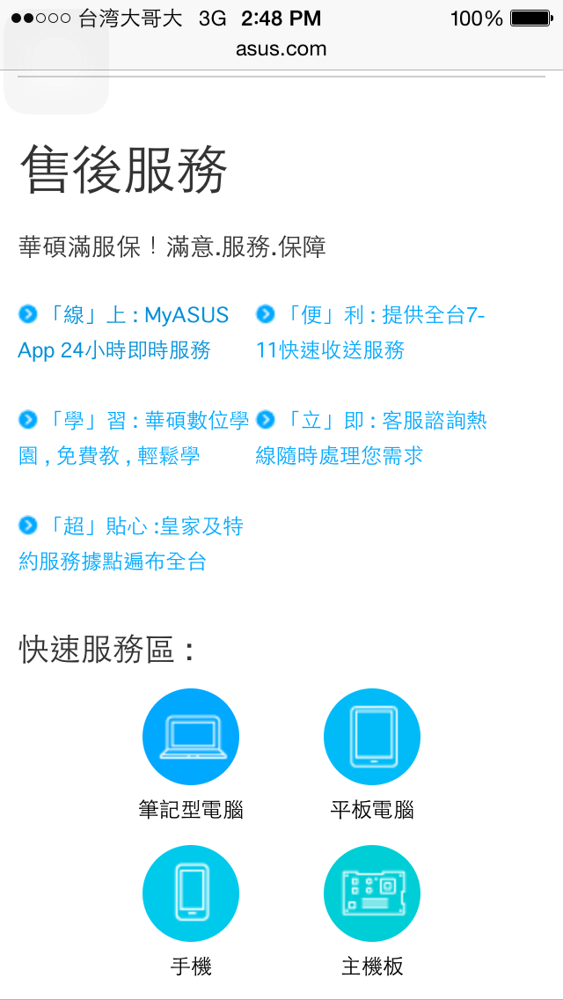 台湾大哥大 3G 2:48 PM 100%
asus.com
售後服務
華碩滿服保！滿意.服務.保障
「線」上 : MyASUS
App 24小時即時服務
「便」利 : 提供全台7-
11快速收送服務
「學」習 : 華碩數位學
園 , 免費教 , 輕鬆學
「立」即 : 客服諮詢熱
線隨時處理您需求
「超」貼心 :皇家及特
約服務據點遍布全台
快速服務區 :
筆記型電腦
平板電腦
手機
主機板